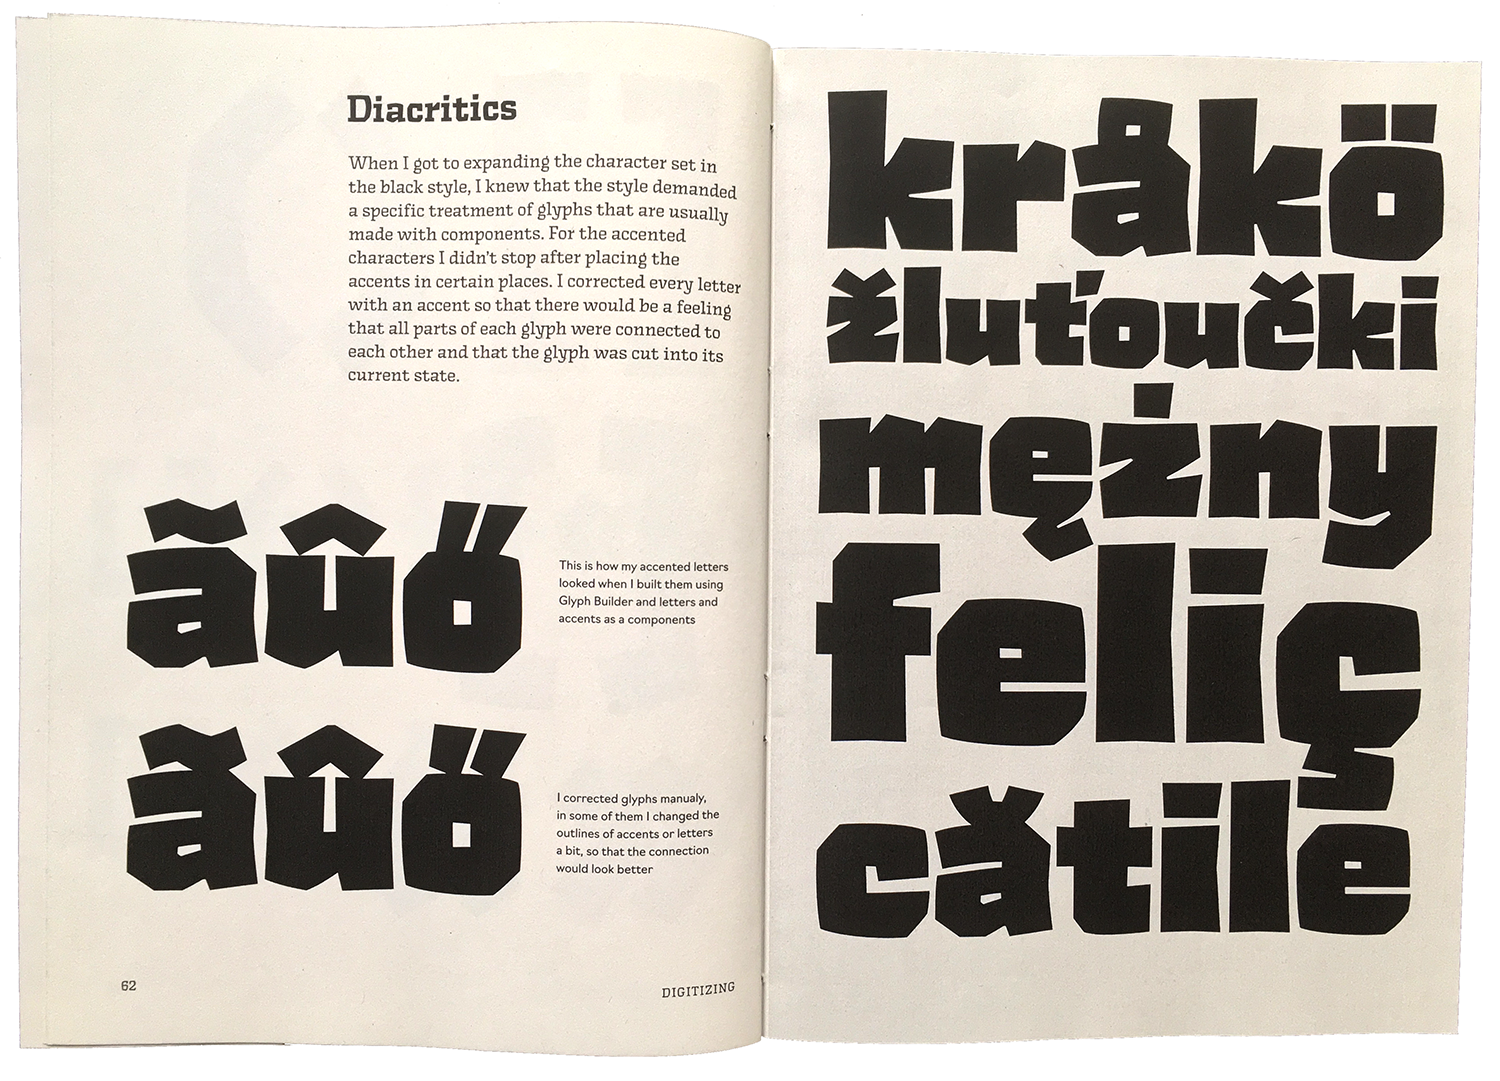 Diacritics
When I got to expanding the character set in
the black style, I knew that the style demanded
a specific treatment of glyphs that are usually
made with components. For the accented
characters I didn't stop after placing the
accents in certain places. I corrected every letter
with an accent so that there would be a feeling
that all parts of each glyph were connected to
each other and that the glyph was cut into its
current state.
ãûő
This is how my accented letters
looked when I built them using
Glyph Builder and letters and
accents as a components
ãûő
I corrected glyphs manualy,
in some of them I changed the
outlines of accents or letters
a bit, so that the connection
would look better
62
DIGITIZING
kråkö
žluťoučki
mężny
feliç
cătile